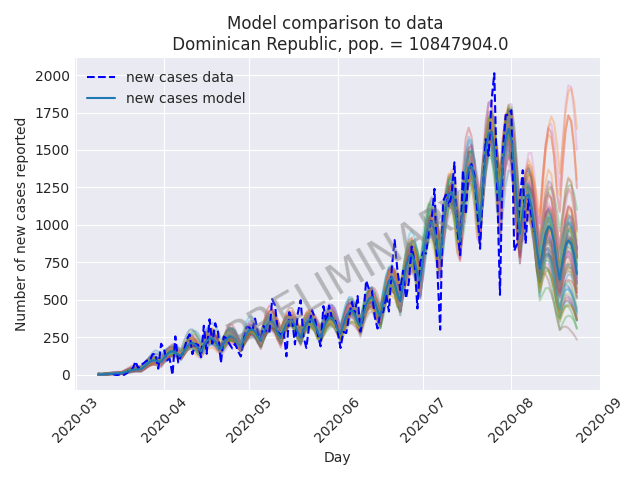 Model comparison to data
Dominican Republic, pop. = 10847904.0
new cases data
new cases model
Number of new cases reported
2000
1750
1500
1250
1000
750
500
250
0
2020-03
2020-04
2020-05
2020-06
2020-07
2020-08
2020-09
Day